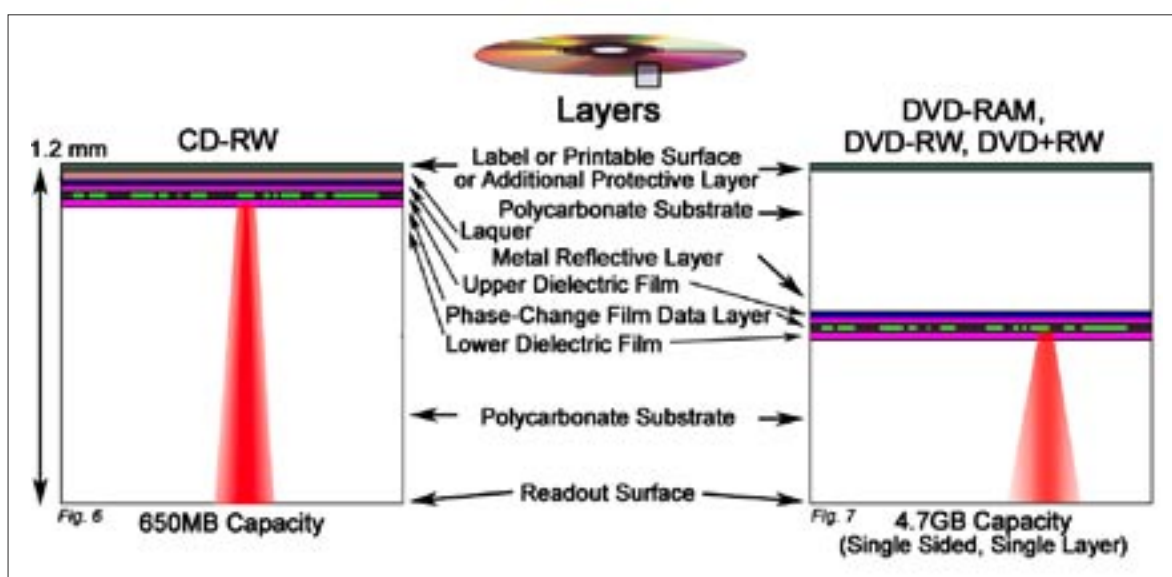 Layers
CD-RW
DVD-RAM,
DVD-RW, DVD+RW
1.2 mm
Label or Printable Surface
or Additional Protective Layer
Polycarbonate Substrate
Laquer
Metal Reflective Layer
Upper Dielectric Film
Phase-Change Film Data Layer
Lower Dielectric Film
Polycarbonate Substrate
Readout Surface
Fig. 6
650MB Capacity
Fig. 7
4.7GB Capacity
(Single Sided, Single Layer)